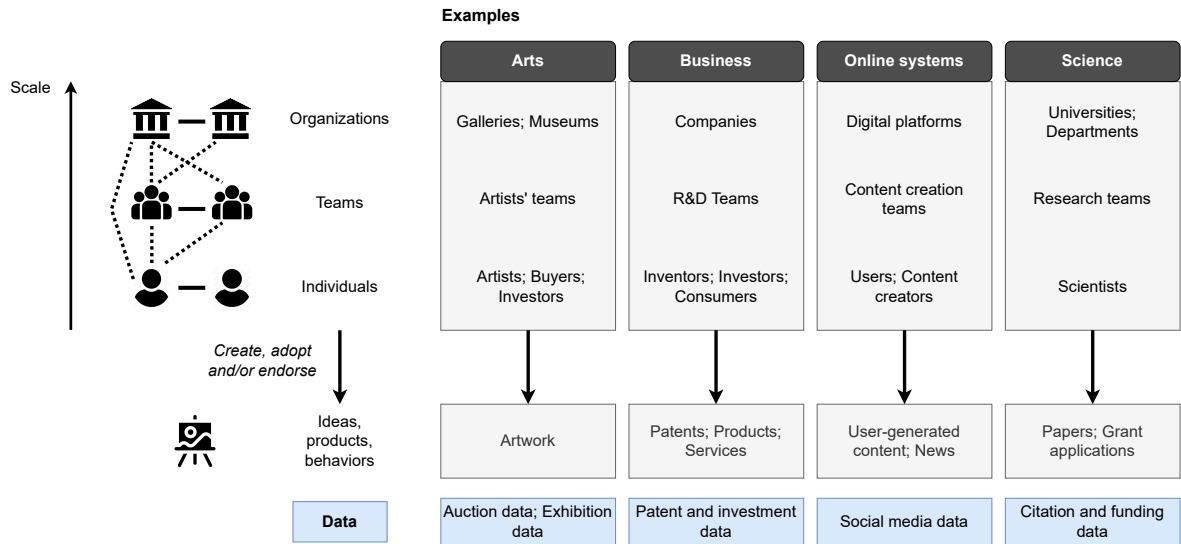 Examples
Arts
Business
Online systems
Science
Scale
Organizations
Galleries; Museums
Companies
Digital platforms
Universities;
Departments
Teams
Artists' teams
R&D Teams
Content creation
teams
Research teams
Individuals
Artists; Buyers;
Investors
Inventors; Investors;
Consumers
Users; Content
creators
Scientists
Create, adopt
and/or endorse
Ideas,
products,
behaviors
Artwork
Patents; Products;
Services
User-generated
content; News
Papers; Grant
applications
Data
Auction data; Exhibition
data
Patent and investment
data
Social media data
Citation and funding
data